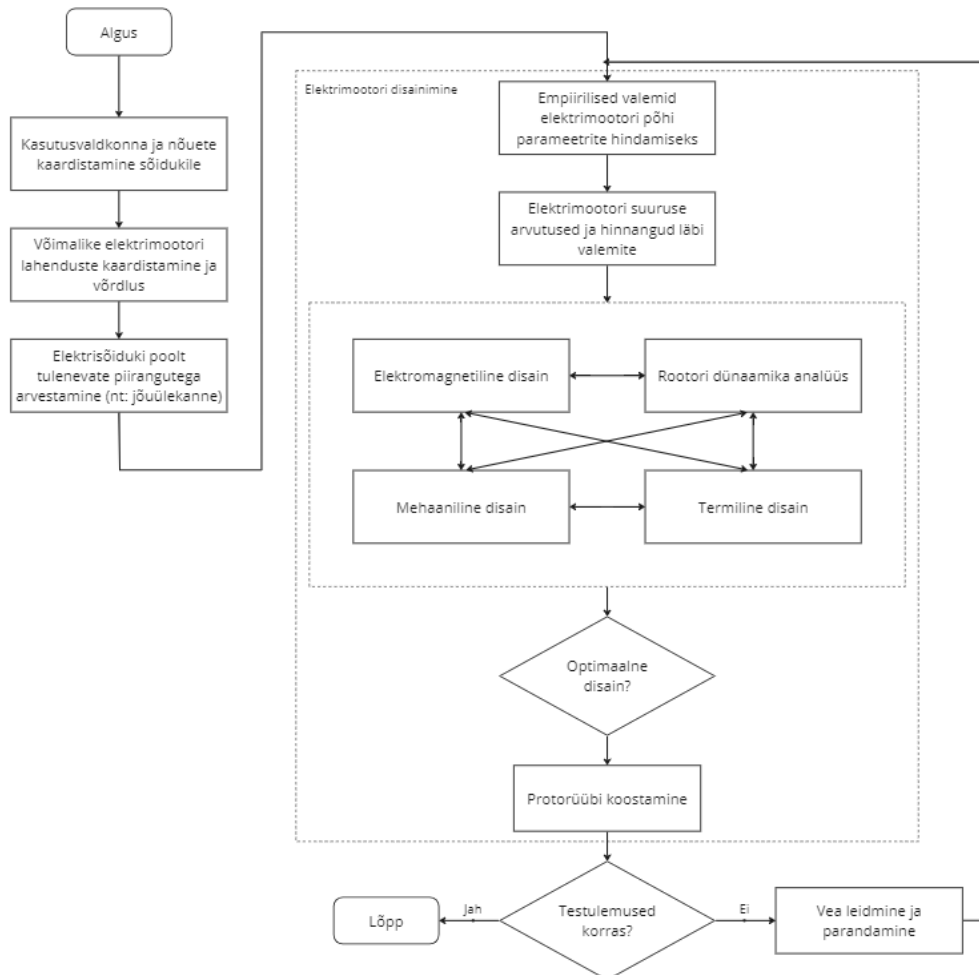 Algus
Kasutusvaldkonna ja nõuete
kaardistamine sõidukile
Võimalike elektrimootori
lahenduste kaardistamine ja
võrdlus
Elektrisõiduki poolt
tulenevate piirangutega
arvestamine (nt: jõuülekanne)
Elektrimootori disainimine
Empiirilised valemid
elektrimootori põhi
parameetrite hindamiseks
Elektrimootori suuruse
arvutused ja hinnangud läbi
valemite
Elektromagnetiline disain
Rootori dünaamika analüüs
Mehaaniline disain
Termiline disain
Optimaalne
disain?
Protorüübi koostamine
Testulemused
korras?
Jah
Lõpp
Ei
Vea leidmine ja
parandamine